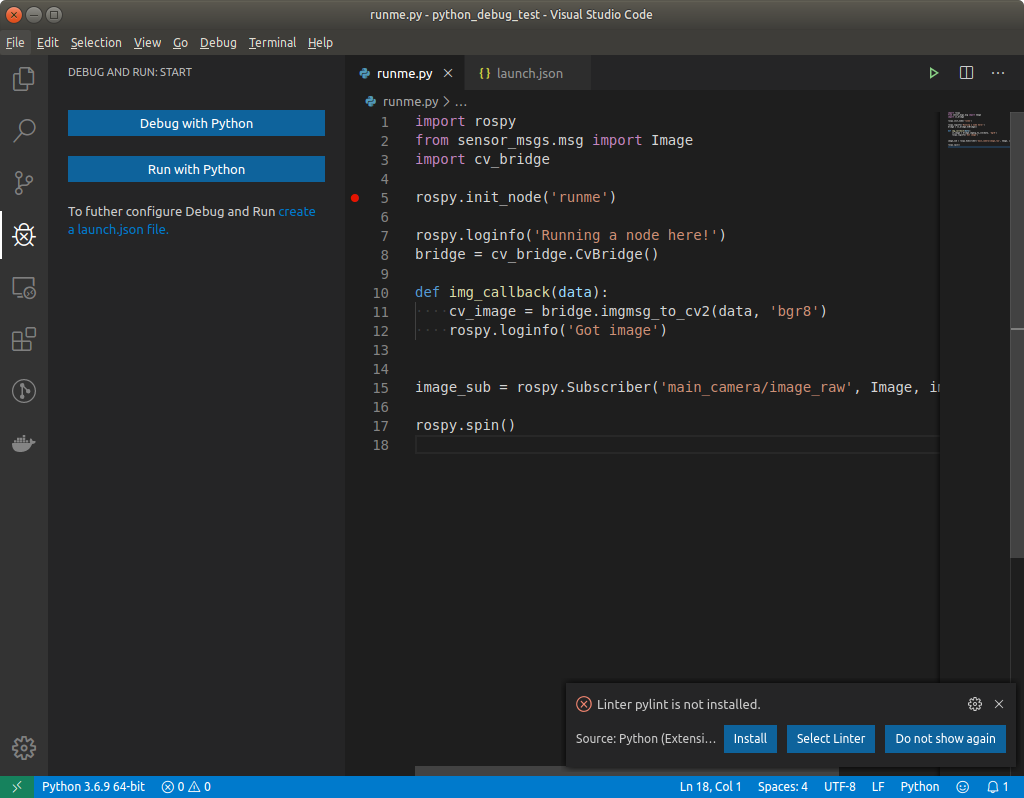 runme.py - python_debug_test - Visual Studio Code
File Edit Selection View Go Debug Terminal Help
DEBUG AND RUN: START
Debug with Python
Run with Python
To futher configure Debug and Run create
a launch.json file.
runme.py launch.json
runme.py > ...
1 import rospy
2 from sensor_msgs.msg import Image
3 import cv_bridge
4
5 rospy.init_node('runme')
6
7 rospy.loginfo('Running a node here!')
8 bridge = cv_bridge.CvBridge()
9
10 def img_callback(data):
11 ····cv_image = bridge.imgmsg_to_cv2(data, 'bgr8')
12 ····rospy.loginfo('Got image')
13
14
15 image_sub = rospy.Subscriber('main_camera/image_raw', Image, i
16
17 rospy.spin()
18
Linter pylint is not installed.
Source: Python (Extensi... Install Select Linter Do not show again
Python 3.6.9 64-bit 0 0 Ln 18, Col 1 Spaces: 4 UTF-8 LF Python 1